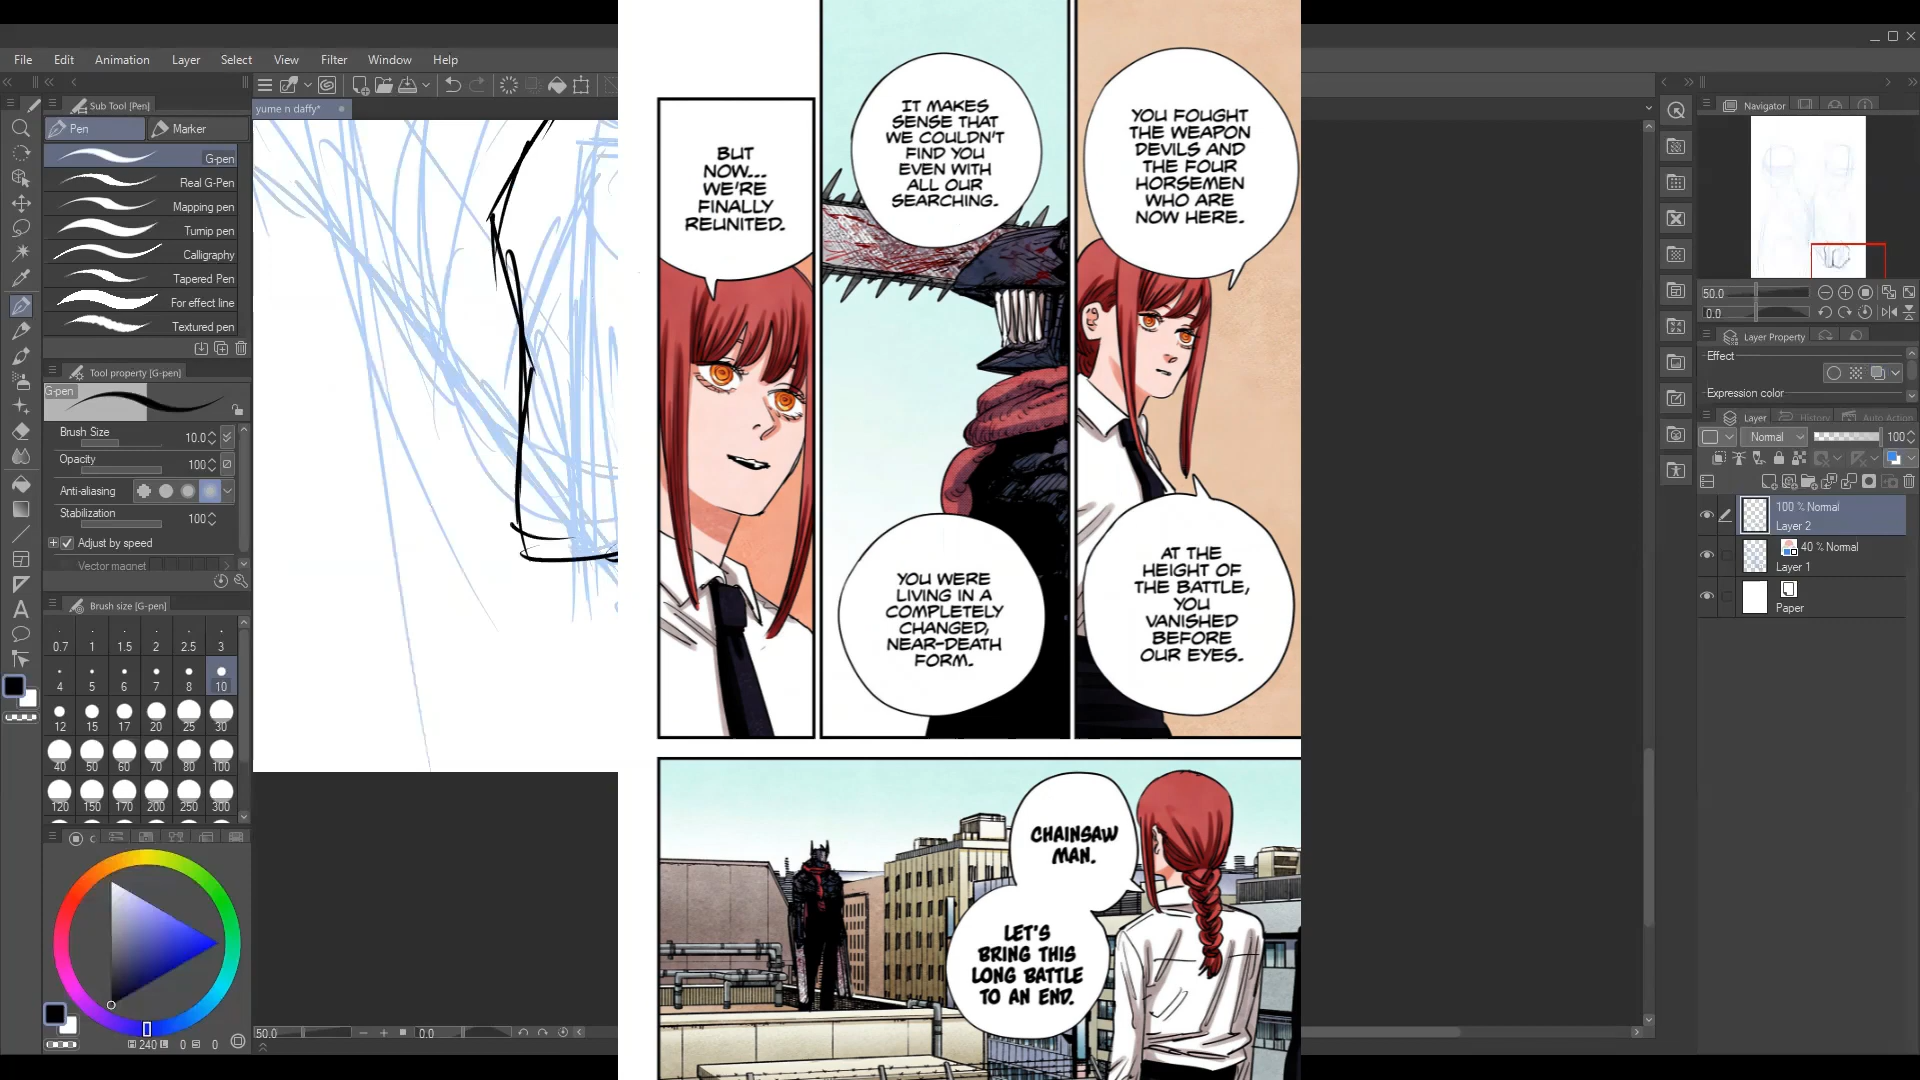 File Edit Animation Layer Select View Filter Window Help
Sub Tool [Pen]
Pen
Marker
G-pen
Real G-Pen
Mapping pen
Turnip pen
Calligraphy
Tapered Pen
For effect line
Textured pen
Tool property [G-pen]
G-pen
Brush Size 10.0
Opacity 100
Anti-aliasing
Stabilization 100
Adjust by speed
Vector magnet
Brush size [G-pen]
0.7 1 1.5 2 2.5 3
4 5 6 7 8 10
12 15 17 20 25 30
40 50 60 70 80 100
120 150 170 200 250 300
C
240 0 0
yume n daffy*
50.0 0.0
BUT
NOW...
WE'RE
FINALLY
REUNITED.
IT MAKES
SENSE THAT
WE COULDN'T
FIND YOU
EVEN WITH
ALL OUR
SEARCHING.
YOU WERE
LIVING IN A
COMPLETELY
CHANGED,
NEAR-DEATH
FORM.
YOU FOUGHT
THE WEAPON
DEVILS AND
THE FOUR
HORSEMEN
WHO ARE
NOW HERE.
AT THE
HEIGHT OF
THE BATTLE,
YOU
VANISHED
BEFORE
OUR EYES.
CHAINSAW
MAN.
LET'S
BRING THIS
LONG BATTLE
TO AN END.
Navigator
50.0
0.0
Layer Property
Effect
Expression color
Layer History Auto Action
Normal 100
100 % Normal
Layer 2
40 % Normal
Layer 1
Paper